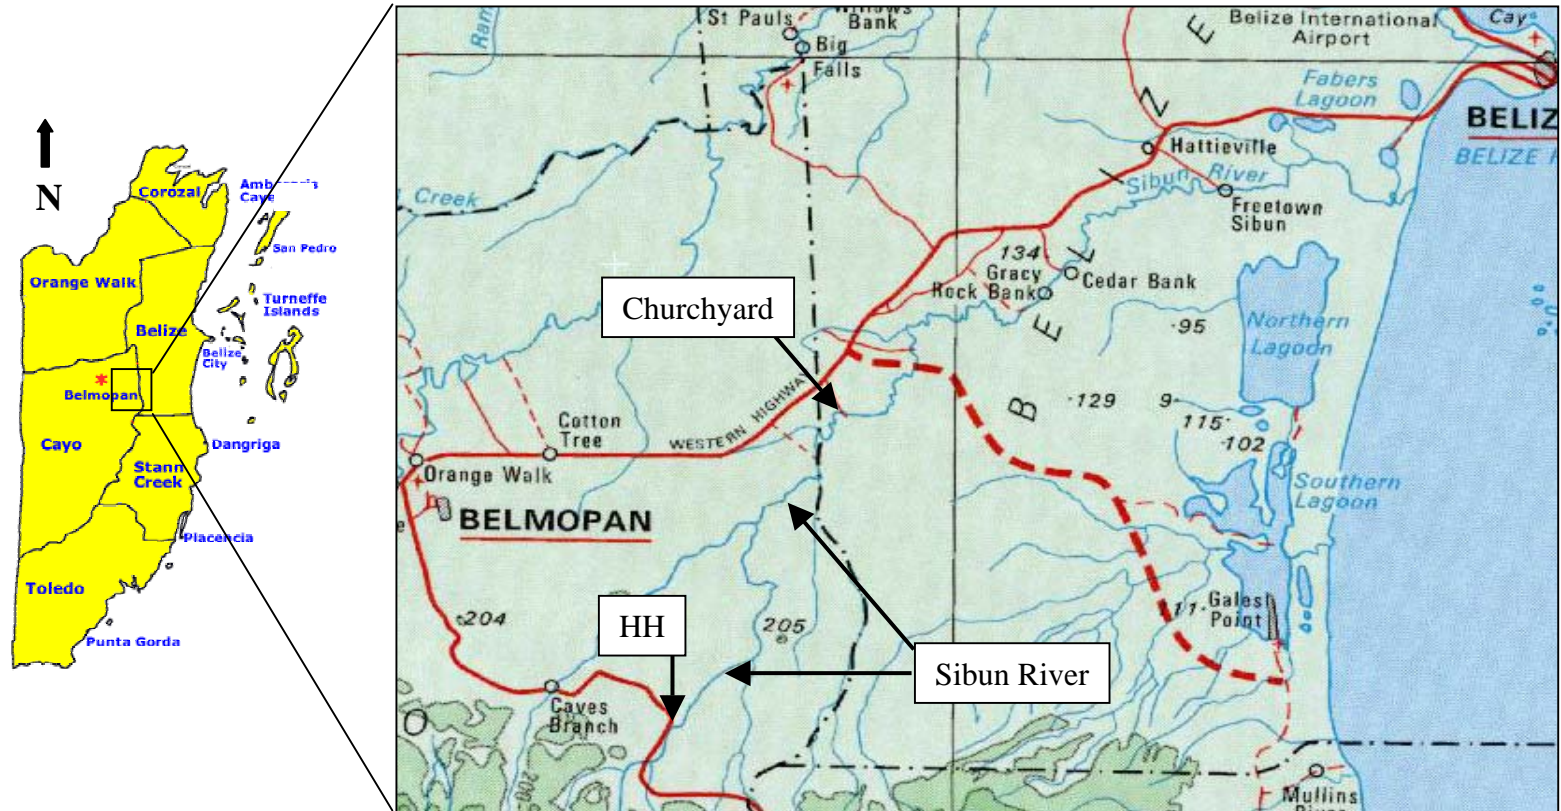 N
Corozal
Caye
San Pedro
Orange Walk
Turneffe
Islands
Belize
Belize
City
Belmopan
Cayo
Dangriga
Stann
Creek
Placencia
Toledo
Punta Gorda
St Pauls
Bank
Big
Falls
Belize International
Airport
Cay
Fabers
Lagoon
BELIZ
BELIZE
Hattieville
Sibun River
Freetown
Sibun
Creek
B E L I Z E
134
Gracy
Rock Bank
Cedar Bank
Churchyard
95
Northern
Lagoon
129
9
115
102
Cotton
Tree
WESTERN HIGHWAY
Orange Walk
BELMOPAN
Southern
Lagoon
204
HH
205
11
Gales
Point
Sibun River
Caves
Branch
200
Mullins